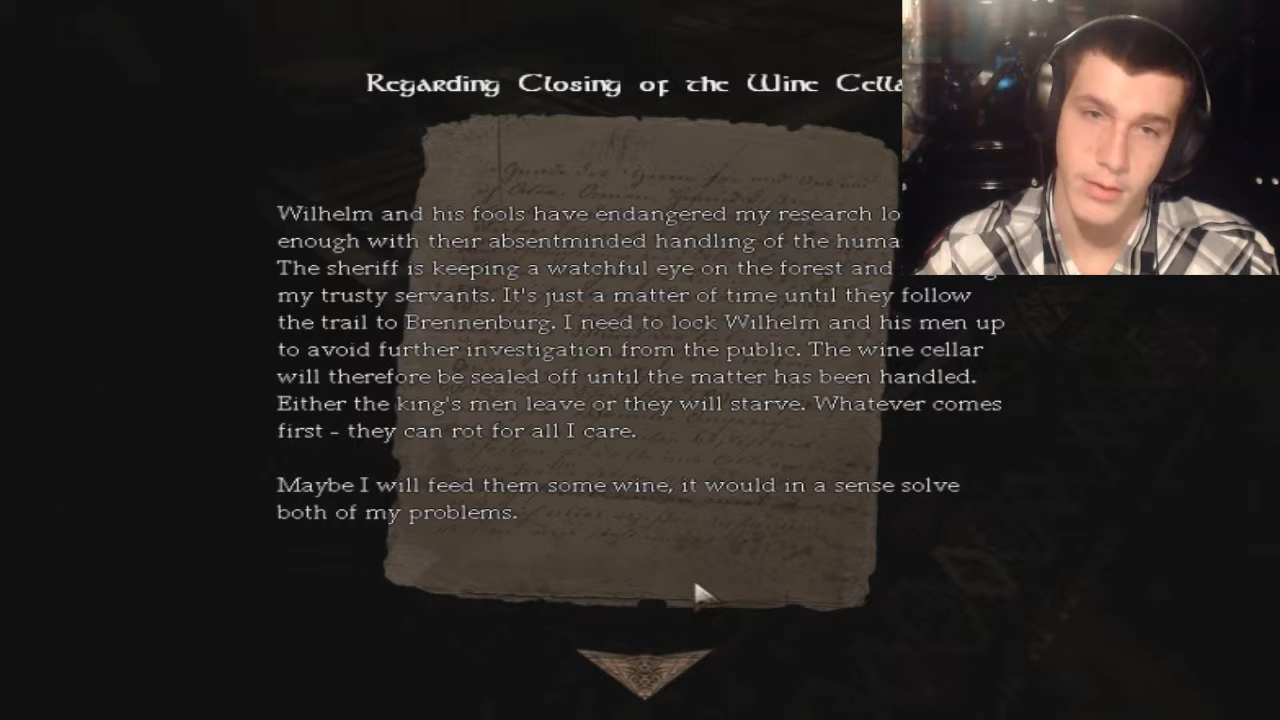 Regarding Closing of the Wine
Wilhelm and his fools have endangered my research
enough with their absentminded handling of the
The sheriff is keeping a watchful eye on the forest and
my trusty servants. It's just a matter of time until they follow
the trail to Brennenburg. I need to lock Wilhelm and his men up
to avoid further investigation from the public. The wine cellar
will therefore be sealed off until the matter has been handled.
Either the king's men leave or they will starve. Whatever comes
first - they can rot for all I care.
Maybe I will feed them some wine, it would in a sense solve
both of my problems.